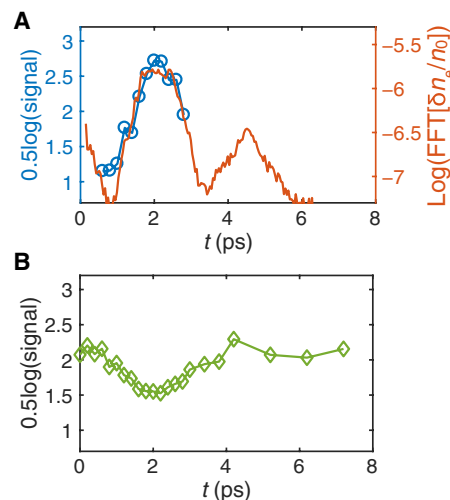 A
3
2.5
2
1.5
1
0.5log(signal)
-5.5
-6
-6.5
-7
Log(FFT[δnₑ/n₀])
0 2 4 6 8
t (ps)
B
3
2.5
2
1.5
1
0.5log(signal)
0 2 4 6 8
t (ps)